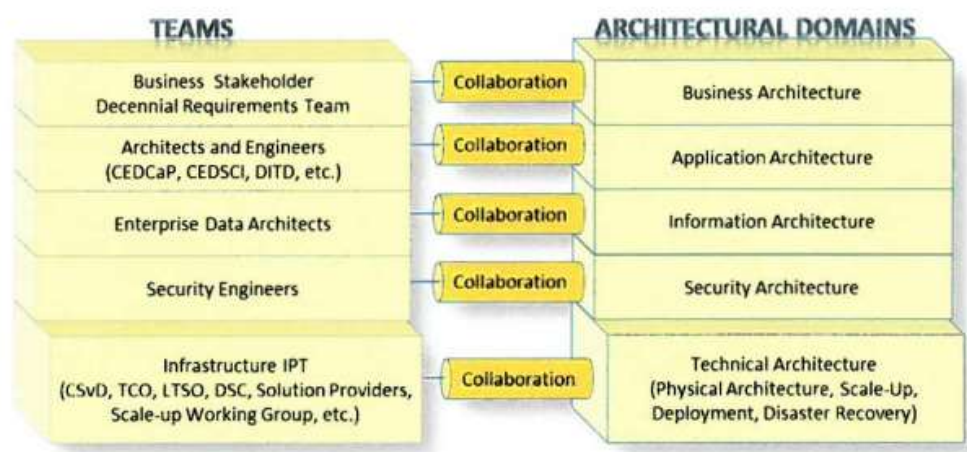 TEAMS
ARCHITECTURAL DOMAINS
Business Stakeholder
Decennial Requirements Team
Collaboration
Business Architecture
Architects and Engineers
(CEDCaP, CEDSCI, DITD, etc.)
Collaboration
Application Architecture
Enterprise Data Architects
Collaboration
Information Architecture
Security Engineers
Collaboration
Security Architecture
Infrastructure IPT
(CSvD, TCO, LTSO, DSC, Solution Providers,
Scale-up Working Group, etc.)
Collaboration
Technical Architecture
(Physical Architecture, Scale-Up,
Deployment, Disaster Recovery)